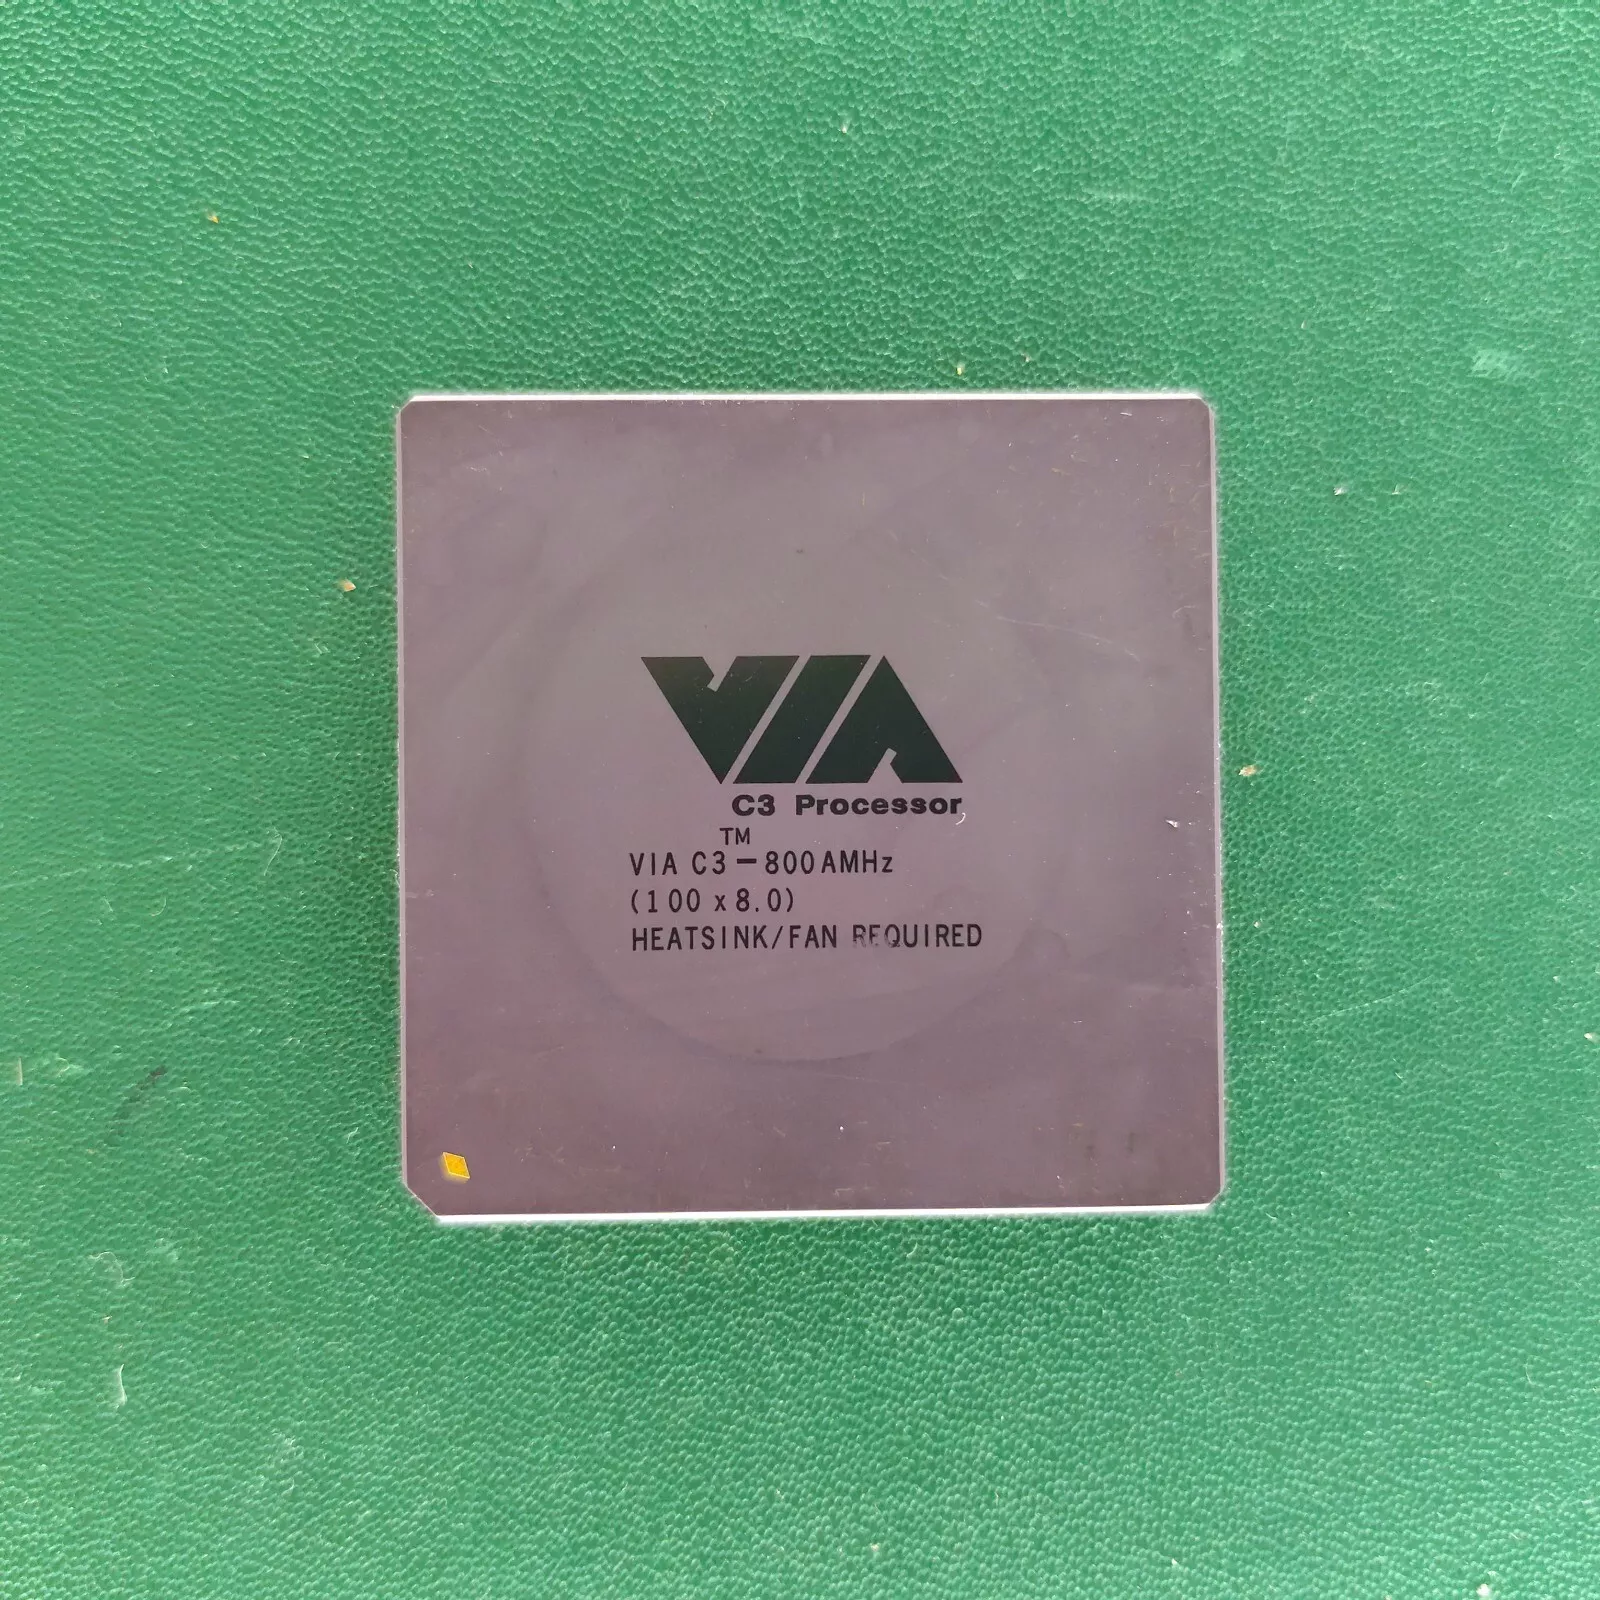 VIA
C3 Processor
TM
VIA C3-800AMHz
(100 x 8.0)
HEATSINK/FAN REQUIRED